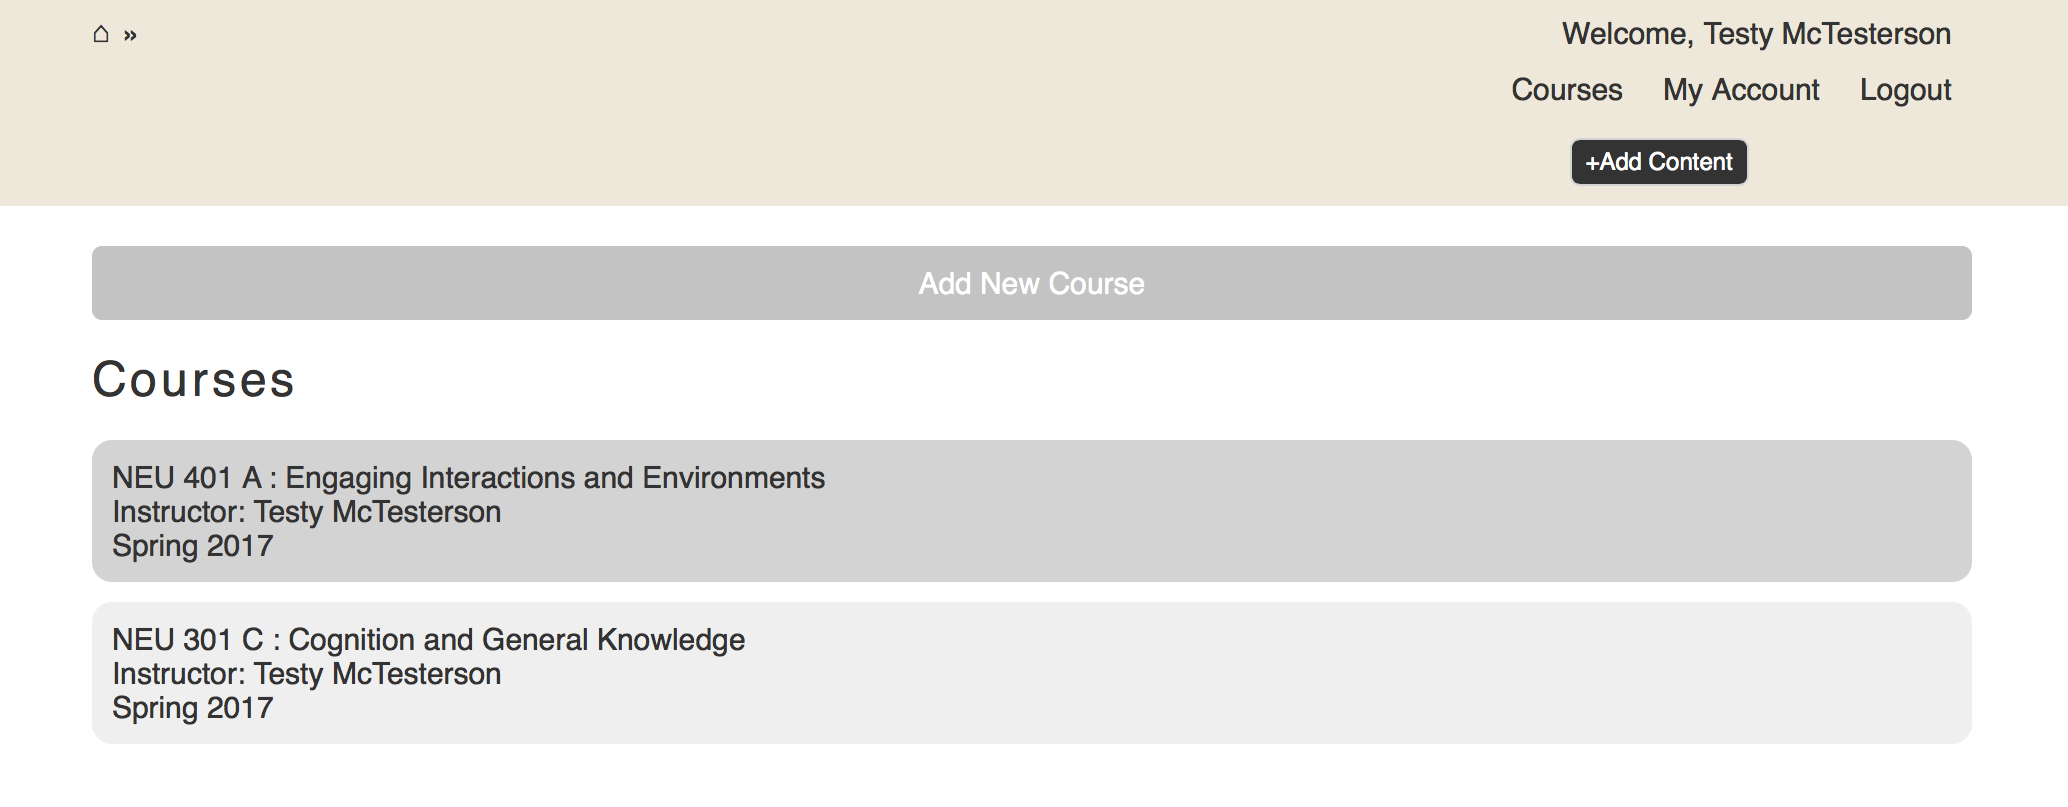 ⌂ »
Welcome, Testy McTesterson
Courses My Account Logout
+Add Content
Add New Course
Courses
NEU 401 A : Engaging Interactions and Environments
Instructor: Testy McTesterson
Spring 2017
NEU 301 C : Cognition and General Knowledge
Instructor: Testy McTesterson
Spring 2017